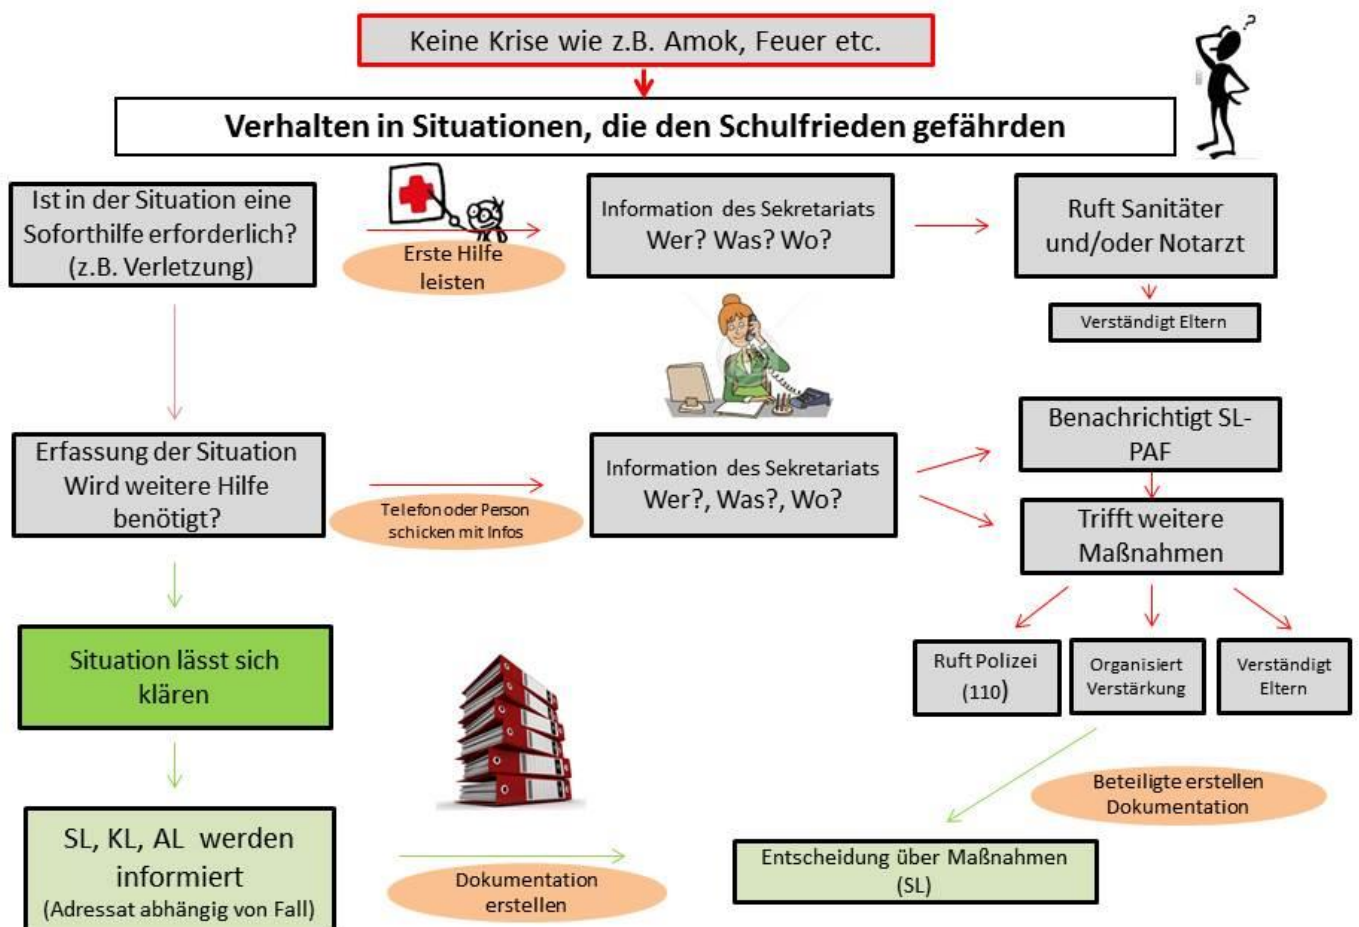 Keine Krise wie z.B. Amok, Feuer etc.
Verhalten in Situationen, die den Schulfrieden gefährden
?
Ist in der Situation eine
Soforthilfe erforderlich?
(z.B. Verletzung)
Erste Hilfe
leisten
Information des Sekretariats
Wer? Was? Wo?
Ruft Sanitäter
und/oder Notarzt
Verständigt Eltern
Erfassung der Situation
Wird weitere Hilfe
benötigt?
Telefon oder Person
schicken mit Infos
Information des Sekretariats
Wer?, Was?, Wo?
Benachrichtigt SL-
PAF
Trifft weitere
Maßnahmen
Ruft Polizei
(110)
Organisiert
Verstärkung
Verständigt
Eltern
Situation lässt sich
klären
Beteiligte erstellen
Dokumentation
SL, KL, AL werden
informiert
(Adressat abhängig von Fall)
Dokumentation
erstellen
Entscheidung über Maßnahmen
(SL)